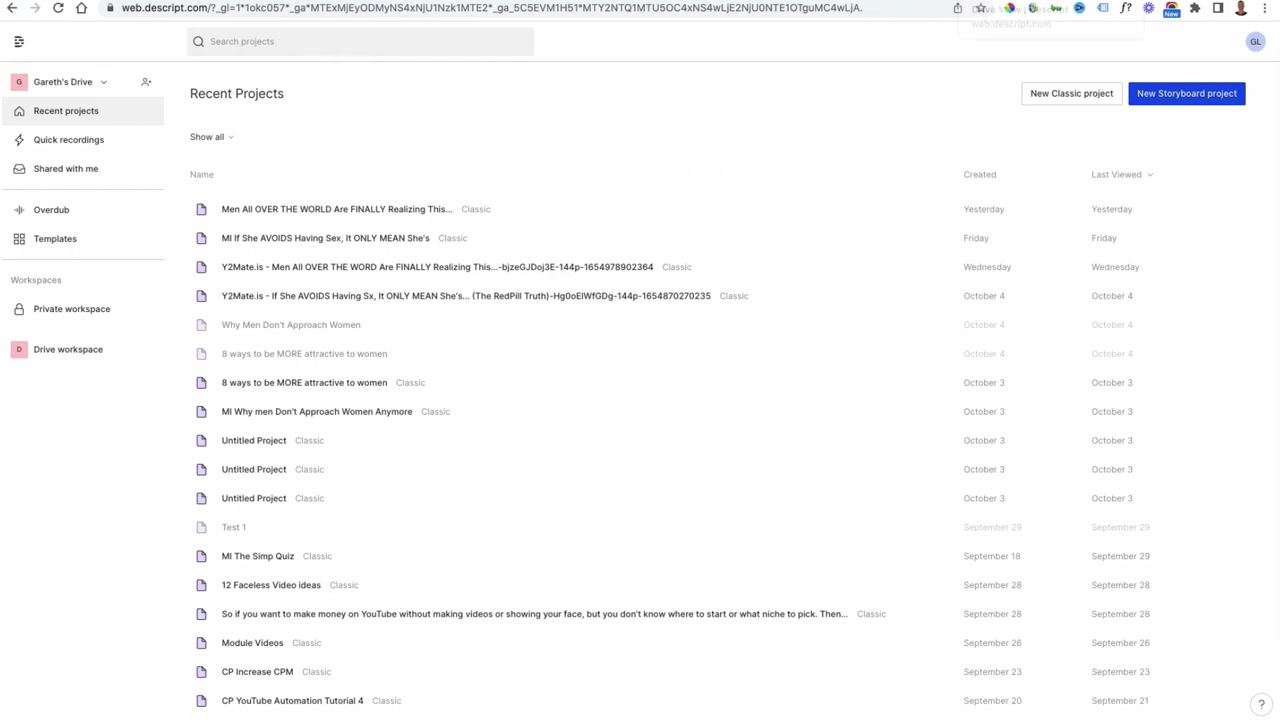 web.descript.com/?_gl=1*1okc057*_ga*MTExMjEyODMyNS4xNjU1Nzk1MTE2*_ga_5C5EVM1H51*MTY2NTQ1MTU5OC4xNS4wLjE2NjU0NTE1OTguMC4wLjA.
web.descript.com
New
Search projects
GL
G Gareth's Drive
Recent projects
Quick recordings
Shared with me
Overdub
Templates
Workspaces
Private workspace
D Drive workspace
Recent Projects
New Classic project
New Storyboard project
Show all
Name Created Last Viewed
Men All OVER THE WORLD Are FINALLY Realizing This... Classic Yesterday Yesterday
MI If She AVOIDS Having Sex, It ONLY MEAN She's Classic Friday Friday
Y2Mate.is - Men All OVER THE WORD Are FINALLY Realizing This...-bjzeGJDoj3E-144p-1654978902364 Classic Wednesday Wednesday
Y2Mate.is - If She AVOIDS Having Sx, It ONLY MEAN She's... (The RedPill Truth)-Hg0oEIWfGDg-144p-1654870270235 Classic October 4 October 4
Why Men Don't Approach Women October 4 October 4
8 ways to be MORE attractive to women October 4 October 4
8 ways to be MORE attractive to women Classic October 3 October 3
MI Why men Don't Approach Women Anymore Classic October 3 October 3
Untitled Project Classic October 3 October 3
Untitled Project Classic October 3 October 3
Untitled Project Classic October 3 October 3
Test 1 September 29 September 29
MI The Simp Quiz Classic September 18 September 29
12 Faceless Video ideas Classic September 28 September 28
So if you want to make money on YouTube without making videos or showing your face, but you don't know where to start or what niche to pick. Then... Classic September 28 September 28
Module Videos Classic September 26 September 26
CP Increase CPM Classic September 23 September 23
CP YouTube Automation Tutorial 4 Classic September 20 September 21
?